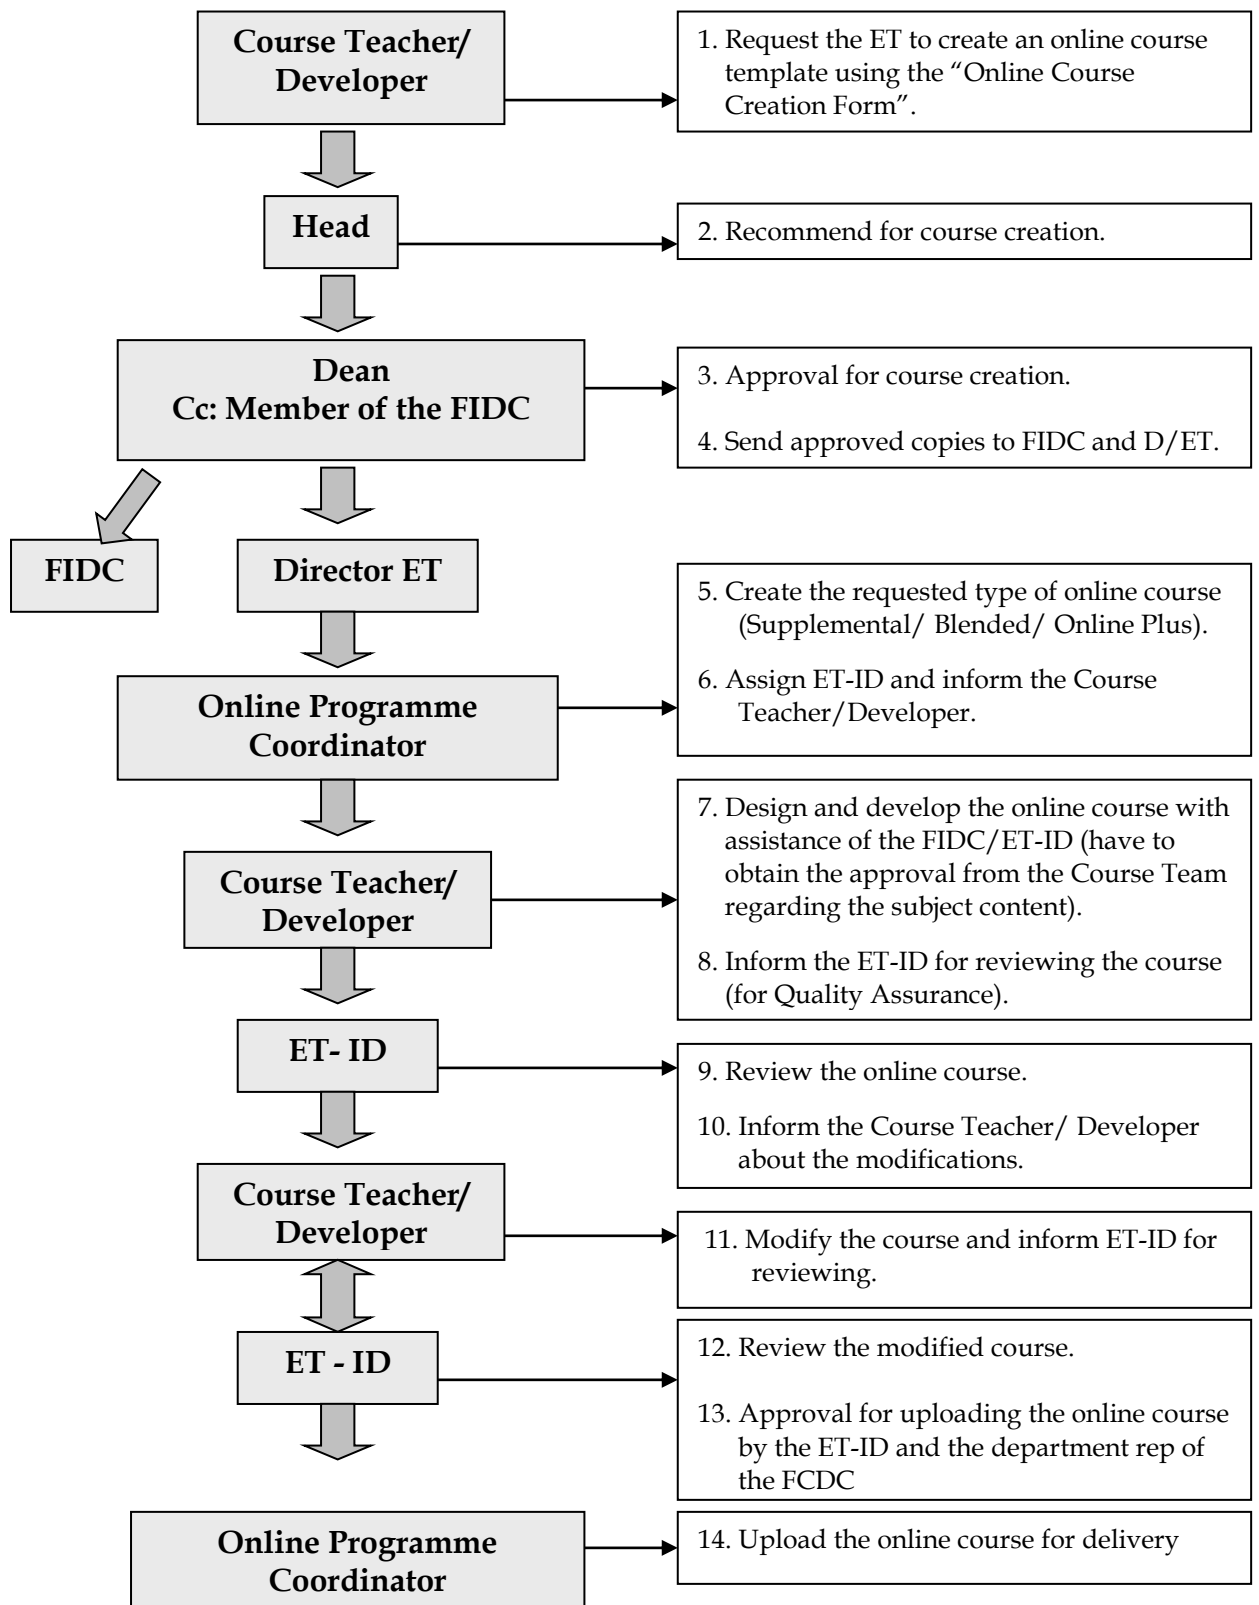 Course Teacher/
Developer
1. Request the ET to create an online course
template using the “Online Course
Creation Form”.
Head
2. Recommend for course creation.
Dean
Cc: Member of the FIDC
3. Approval for course creation.
4. Send approved copies to FIDC and D/ET.
FIDC
Director ET
5. Create the requested type of online course
(Supplemental/ Blended/ Online Plus).
6. Assign ET-ID and inform the Course
Teacher/Developer.
Online Programme
Coordinator
7. Design and develop the online course with
assistance of the FIDC/ET-ID (have to
obtain the approval from the Course Team
regarding the subject content).
8. Inform the ET-ID for reviewing the course
(for Quality Assurance).
Course Teacher/
Developer
ET- ID
9. Review the online course.
10. Inform the Course Teacher/ Developer
about the modifications.
Course Teacher/
Developer
11. Modify the course and inform ET-ID for
reviewing.
ET - ID
12. Review the modified course.
13. Approval for uploading the online course
by the ET-ID and the department rep of
the FCDC
Online Programme
Coordinator
14. Upload the online course for delivery